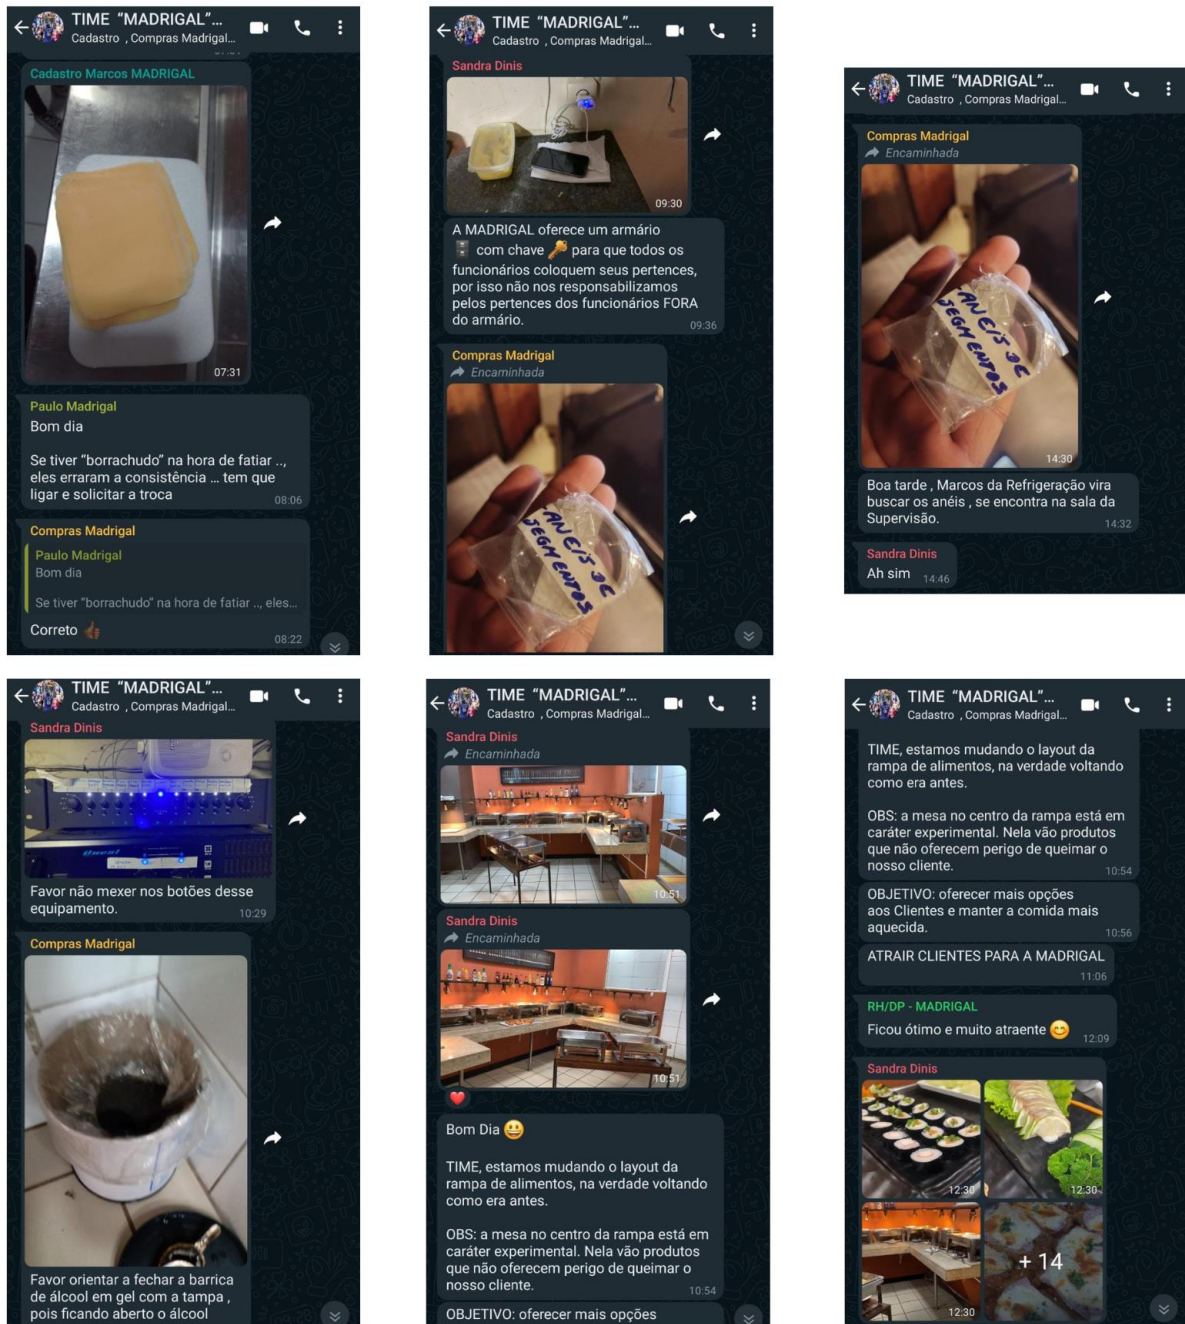 TIME “MADRIGAL”...
Cadastro , Compras Madrigal...
Cadastro Marcos MADRIGAL
07:31
Paulo Madrigal
Bom dia
Se tiver “borrachudo” na hora de fatiar ..,
eles erraram a consistência ... tem que
ligar e solicitar a troca
08:06
Compras Madrigal
Paulo Madrigal
Bom dia
Se tiver “borrachudo” na hora de fatiar .., eles...
Correto
08:22
TIME “MADRIGAL”...
Cadastro , Compras Madrigal...
Sandra Dinis
09:30
A MADRIGAL oferece um armário
com chave para que todos os
funcionários coloquem seus pertences,
por isso não nos responsabilizamos
pelos pertences dos funcionários FORA
do armário.
09:36
Compras Madrigal
Encaminhada
ANEIS DE
SEGMENTOS
TIME “MADRIGAL”...
Cadastro , Compras Madrigal...
Compras Madrigal
Encaminhada
ANEIS DE
SEGMENTOS
14:30
Boa tarde , Marcos da Refrigeração vira
buscar os anéis , se encontra na sala da
Supervisão.
14:32
Sandra Dinis
Ah sim
14:46
TIME “MADRIGAL”...
Cadastro , Compras Madrigal...
Sandra Dinis
Favor não mexer nos botões desse
equipamento.
10:29
Compras Madrigal
Favor orientar a fechar a barrica
de álcool em gel com a tampa ,
pois ficando aberto o álcool
TIME “MADRIGAL”...
Cadastro , Compras Madrigal...
Sandra Dinis
Encaminhada
10:51
Sandra Dinis
Encaminhada
10:51
Bom Dia
TIME, estamos mudando o layout da
rampa de alimentos, na verdade voltando
como era antes.
OBS: a mesa no centro da rampa está em
caráter experimental. Nela vão produtos
que não oferecem perigo de queimar o
nosso cliente.
10:54
OBJETIVO: oferecer mais opções
TIME “MADRIGAL”...
Cadastro , Compras Madrigal...
TIME, estamos mudando o layout da
rampa de alimentos, na verdade voltando
como era antes.
OBS: a mesa no centro da rampa está em
caráter experimental. Nela vão produtos
que não oferecem perigo de queimar o
nosso cliente.
10:54
OBJETIVO: oferecer mais opções
aos Clientes e manter a comida mais
aquecida.
10:56
ATRAIR CLIENTES PARA A MADRIGAL
11:06
RH/DP - MADRIGAL
Ficou ótimo e muito atraente
12:09
Sandra Dinis
12:30
12:30
12:30
+ 14